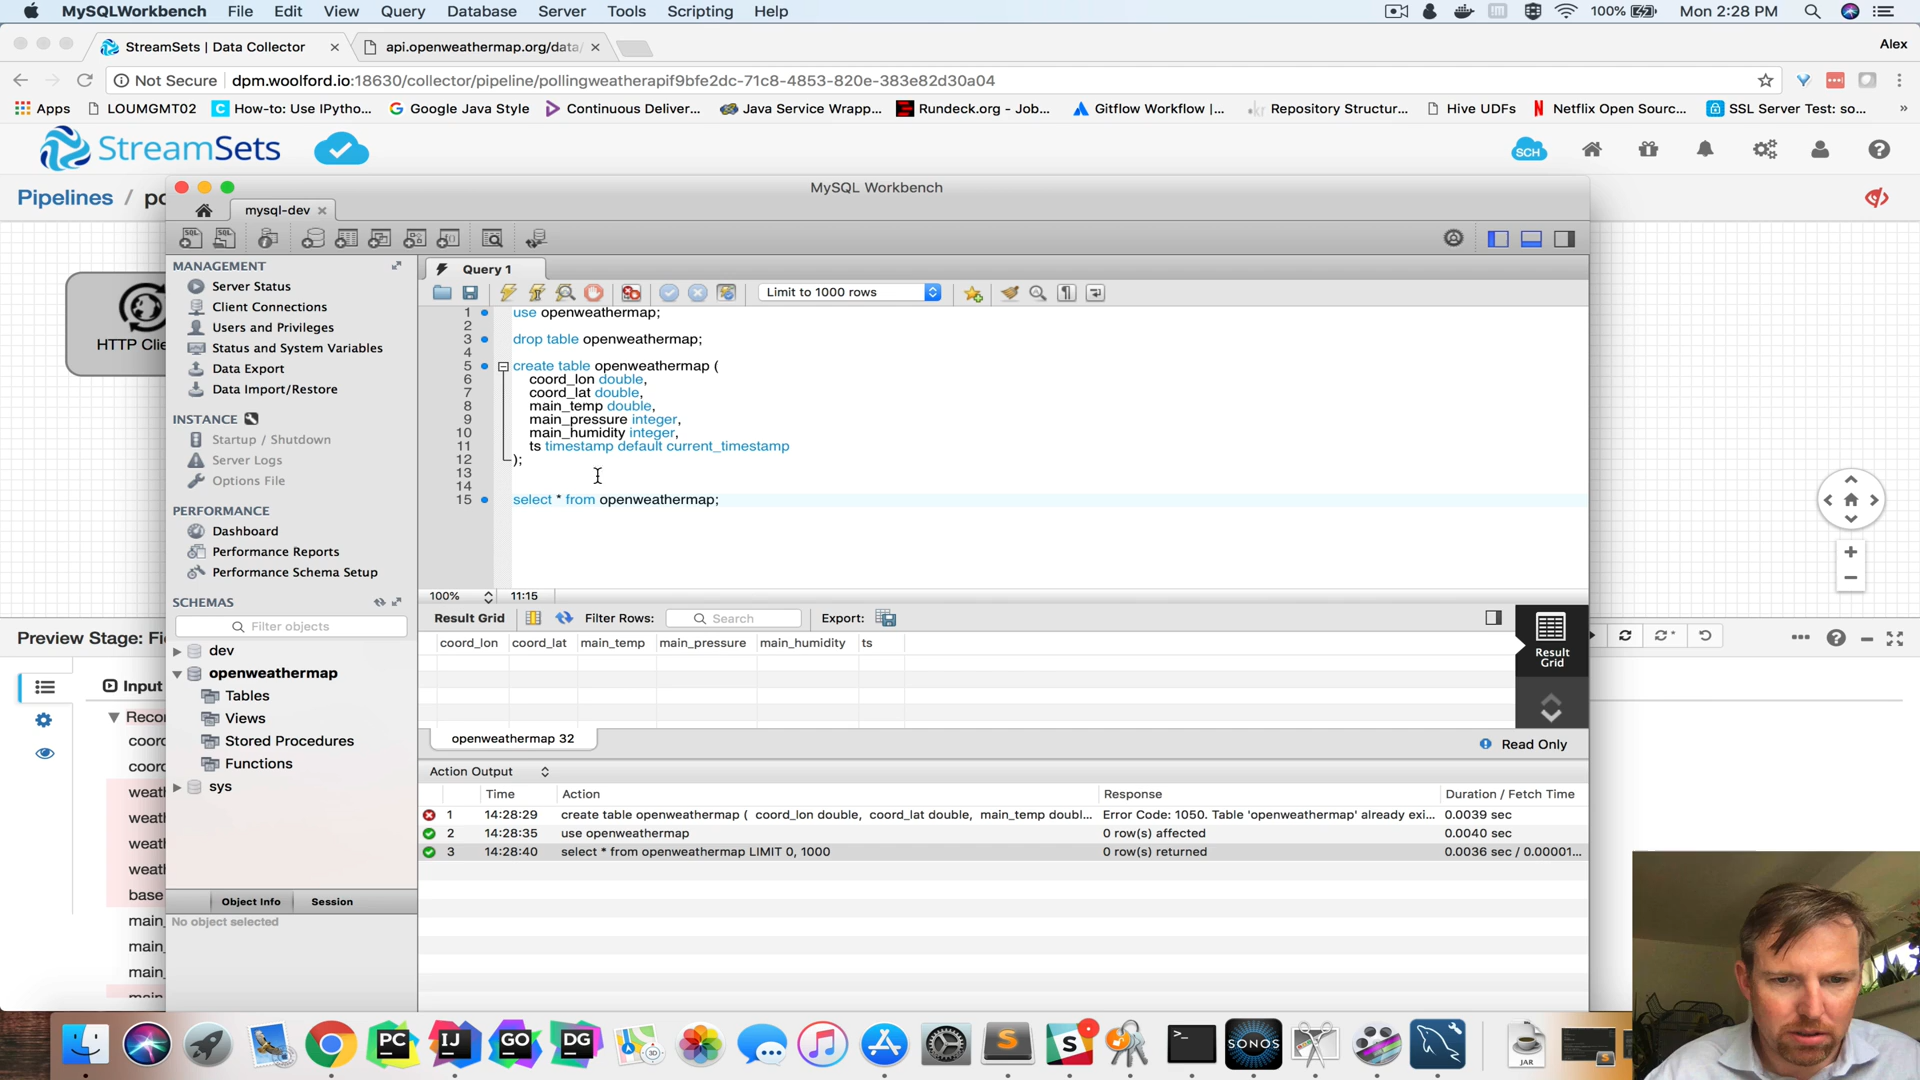 MySQLWorkbench File Edit View Query Database Server Tools Scripting Help 100% Mon 2:28 PM
StreamSets | Data Collector × api.openweathermap.org/data/ × Alex
Not Secure dpm.woolford.io:18630/collector/pipeline/pollingweatherapif9bfe2dc-71c8-4853-820e-383e82d30a04
Apps LOUMGMT02 How-to: Use IPytho... Google Java Style Continuous Deliver... Java Service Wrapp... Rundeck.org - Job... Gitflow Workflow |... Repository Structur... Hive UDFs Netflix Open Sourc... SSL Server Test: so... »
StreamSets SCH
Pipelines / po
MySQL Workbench
mysql-dev
HTTP Clie
MANAGEMENT
Server Status
Client Connections
Users and Privileges
Status and System Variables
Data Export
Data Import/Restore
INSTANCE
Startup / Shutdown
Server Logs
Options File
PERFORMANCE
Dashboard
Performance Reports
Performance Schema Setup
SCHEMAS
Filter objects
dev
openweathermap
Tables
Views
Stored Procedures
Functions
sys
Object Info Session
No object selected
Query 1
Limit to 1000 rows
1 use openweathermap;
2
3 drop table openweathermap;
4
5 create table openweathermap (
6 coord_lon double,
7 coord_lat double,
8 main_temp double,
9 main_pressure integer,
10 main_humidity integer,
11 ts timestamp default current_timestamp
12 );
13
14
15 select * from openweathermap;
100% 11:15
Result Grid Filter Rows: Search Export:
coord_lon coord_lat main_temp main_pressure main_humidity ts
Result
Grid
openweathermap 32 Read Only
Action Output
Time Action Response Duration / Fetch Time
1 14:28:29 create table openweathermap ( coord_lon double, coord_lat double, main_temp doubl... Error Code: 1050. Table 'openweathermap' already exi... 0.0039 sec
2 14:28:35 use openweathermap 0 row(s) affected 0.0040 sec
3 14:28:40 select * from openweathermap LIMIT 0, 1000 0 row(s) returned 0.0036 sec / 0.00001...
Preview Stage: Fi
Input
Reco
coor
coor
weat
weat
weat
weat
base
main_
main_
main_
PC IJ GO DG 3D S S SONOS JAR